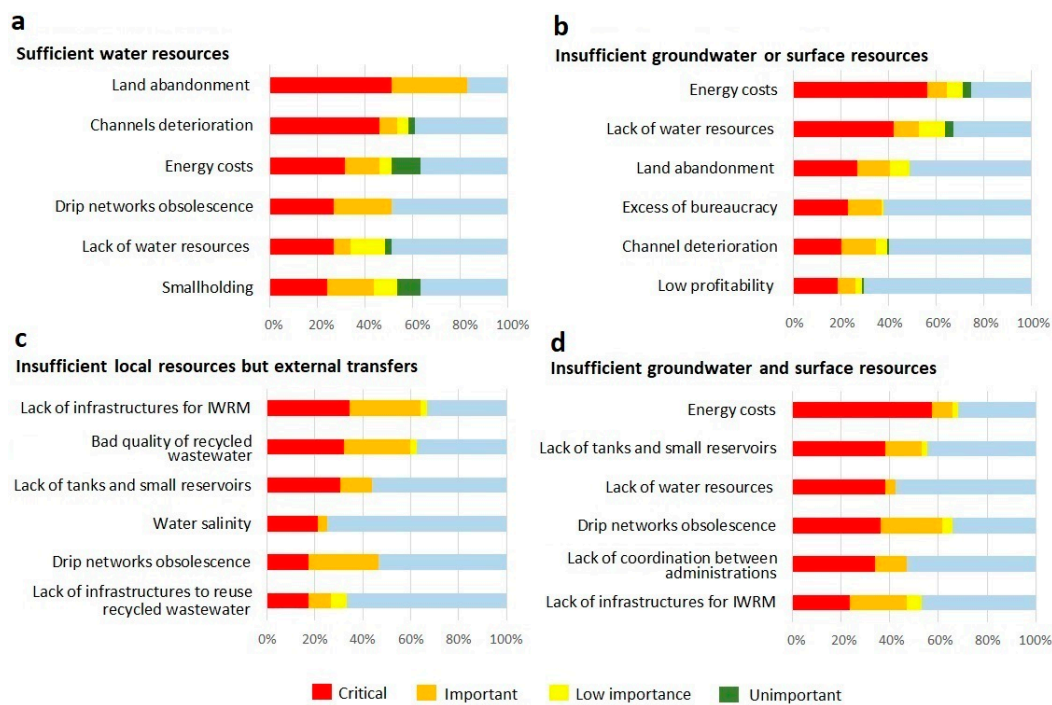 a
Sufficient water resources
Land abandonment
Channels deterioration
Energy costs
Drip networks obsolescence
Lack of water resources
Smallholding
0% 20% 40% 60% 80% 100%
b
Insufficient groundwater or surface resources
Energy costs
Lack of water resources
Land abandonment
Excess of bureaucracy
Channel deterioration
Low profitability
0% 20% 40% 60% 80% 100%
c
Insufficient local resources but external transfers
Lack of infrastructures for IWRM
Bad quality of recycled
wastewater
Lack of tanks and small reservoirs
Water salinity
Drip networks obsolescence
Lack of infrastructures to reuse
recycled wastewater
0% 20% 40% 60% 80% 100%
d
Insufficient groundwater and surface resources
Energy costs
Lack of tanks and small reservoirs
Lack of water resources
Drip networks obsolescence
Lack of coordination between
administrations
Lack of infrastructures for IWRM
0% 20% 40% 60% 80% 100%
Critical Important Low importance Unimportant